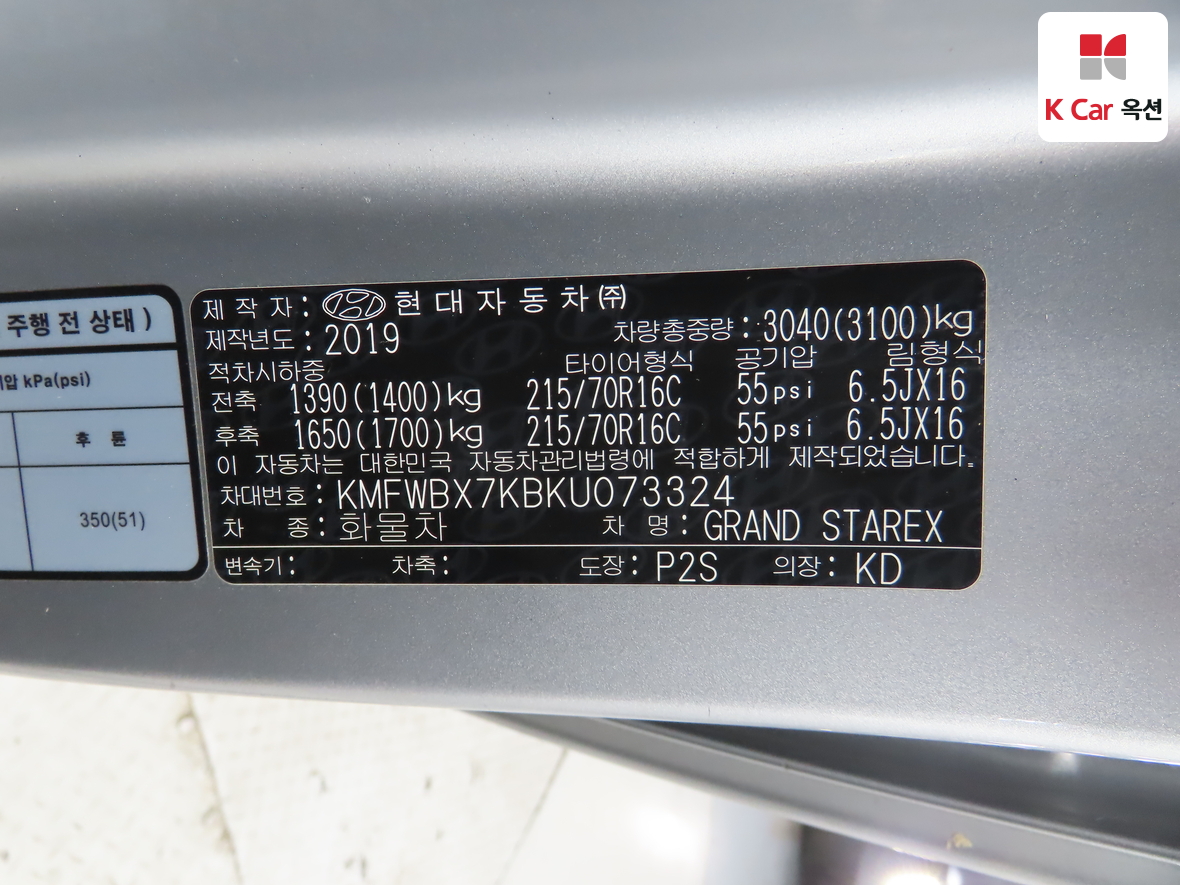 K Car 옥션
주행 전 상태 )
압 kPa(psi)
후 륜
350(51)
제 작 자 : 현 대 자 동 차 ㈜
제작년도 : 2019 차량총중량 : 3040(3100)kg
적차시하중 타이어형식 공기압 림형식
전축 1390(1400)kg 215/70R16C 55psi 6.5JX16
후축 1650(1700)kg 215/70R16C 55psi 6.5JX16
이 자동차는 대한민국 자동차관리법령에 적합하게 제작되었습니다.
차대번호 : KMFWBX7KBKU073324
차 종 : 화물차 차 명 : GRAND STAREX
변속기 : 차축 : 도장 : P2S 의장 : KD